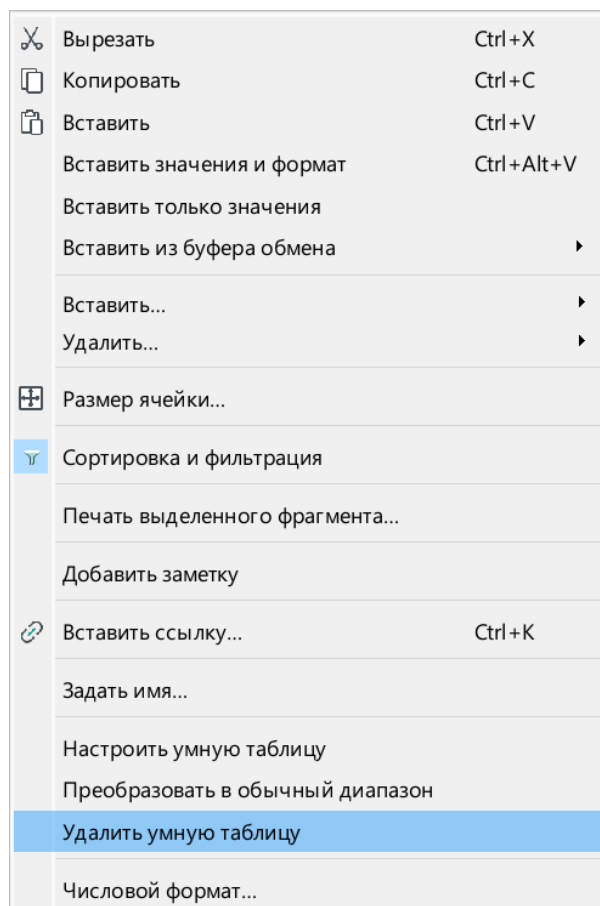 Вырезать Ctrl+X
Копировать Ctrl+C
Вставить Ctrl+V
Вставить значения и формат Ctrl+Alt+V
Вставить только значения
Вставить из буфера обмена
Вставить...
Удалить...
Размер ячейки...
Сортировка и фильтрация
Печать выделенного фрагмента...
Добавить заметку
Вставить ссылку... Ctrl+K
Задать имя...
Настроить умную таблицу
Преобразовать в обычный диапазон
Удалить умную таблицу
Числовой формат...